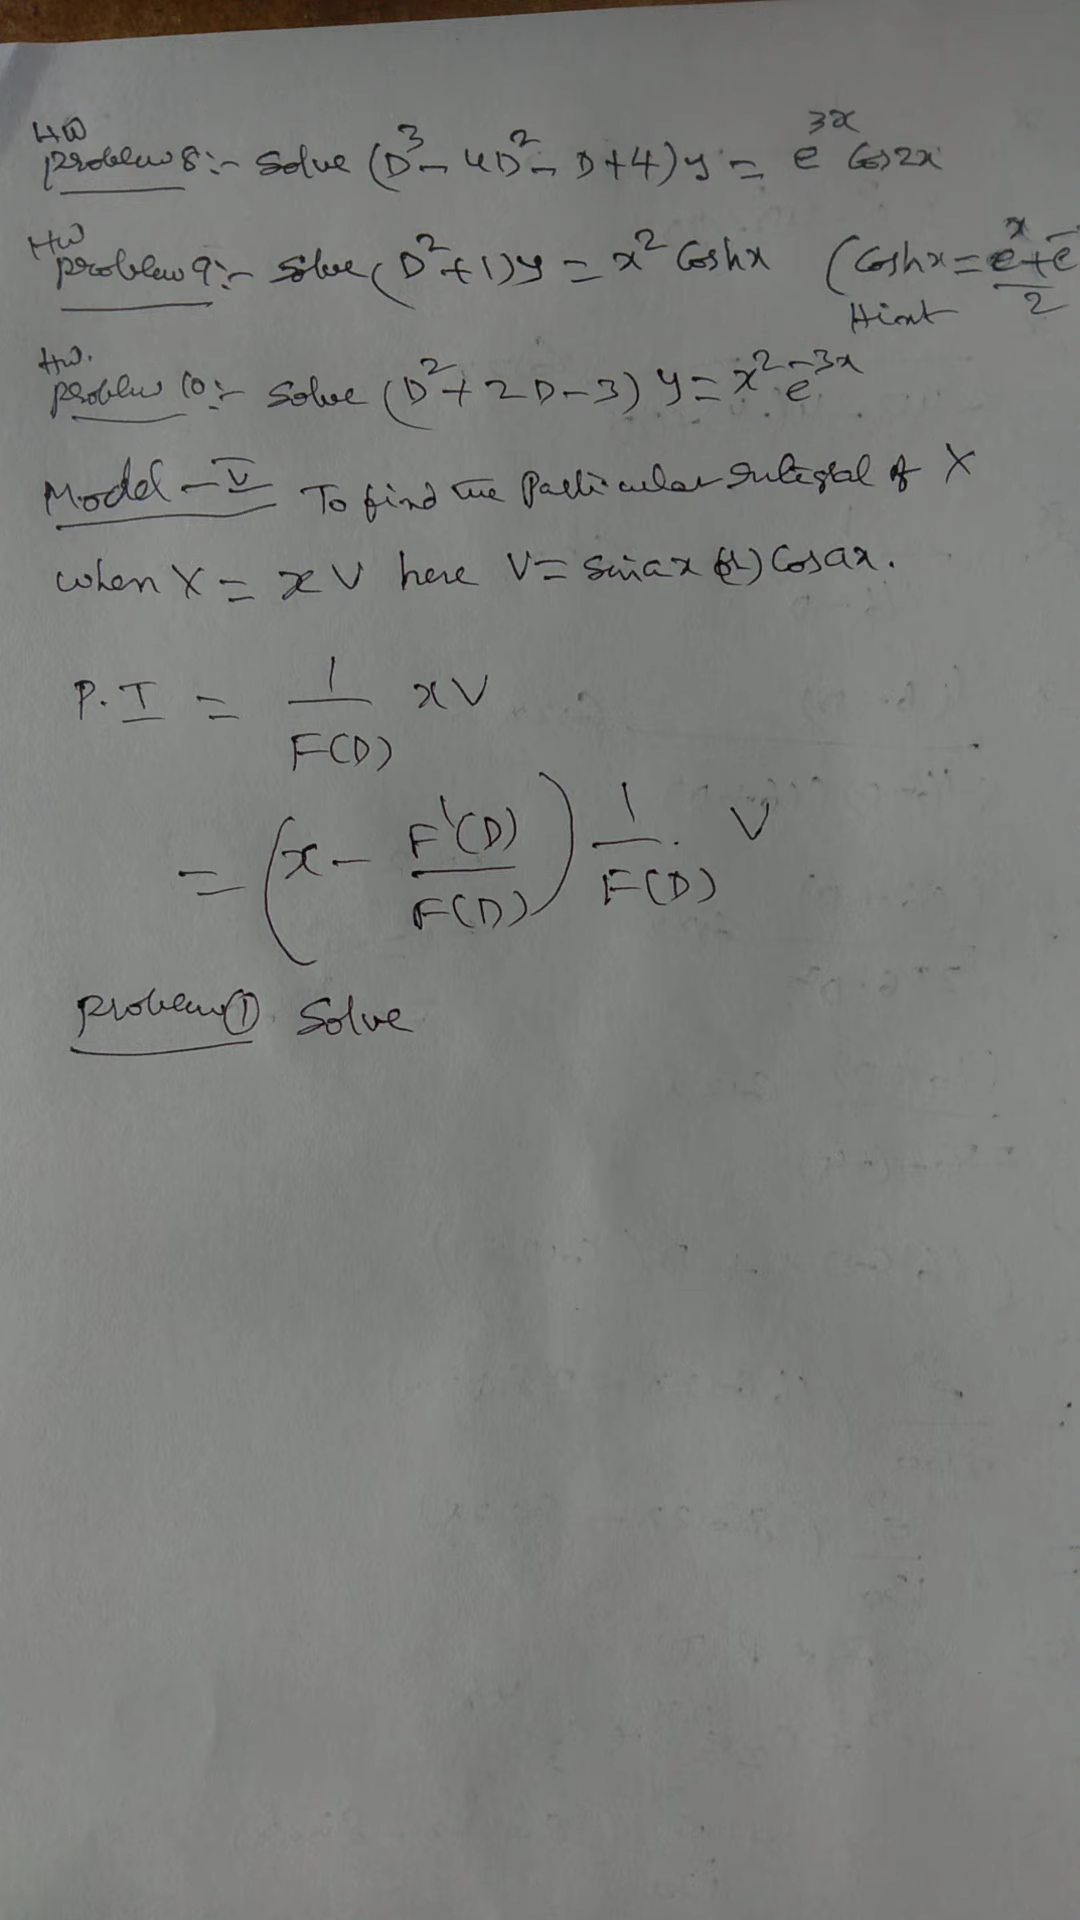 HW
problem 8:- Solve (D³ - 4D² - D + 4) y = e^3x Cos2x
HW
problem 9:- Solve (D² + 1) y = x² Coshx (Coshx = e^x + e^-
Hint 2
HW.
problem 10:- Solve (D² + 2D - 3) y = x² e^-3x
Model - V To find the Particular Integral of X
when X = xV here V = Sinax (or) Cosax.
P.I = 1/F(D) xV
= (x - F'(D)/F(D)) 1/F(D) . V
problem ① Solve